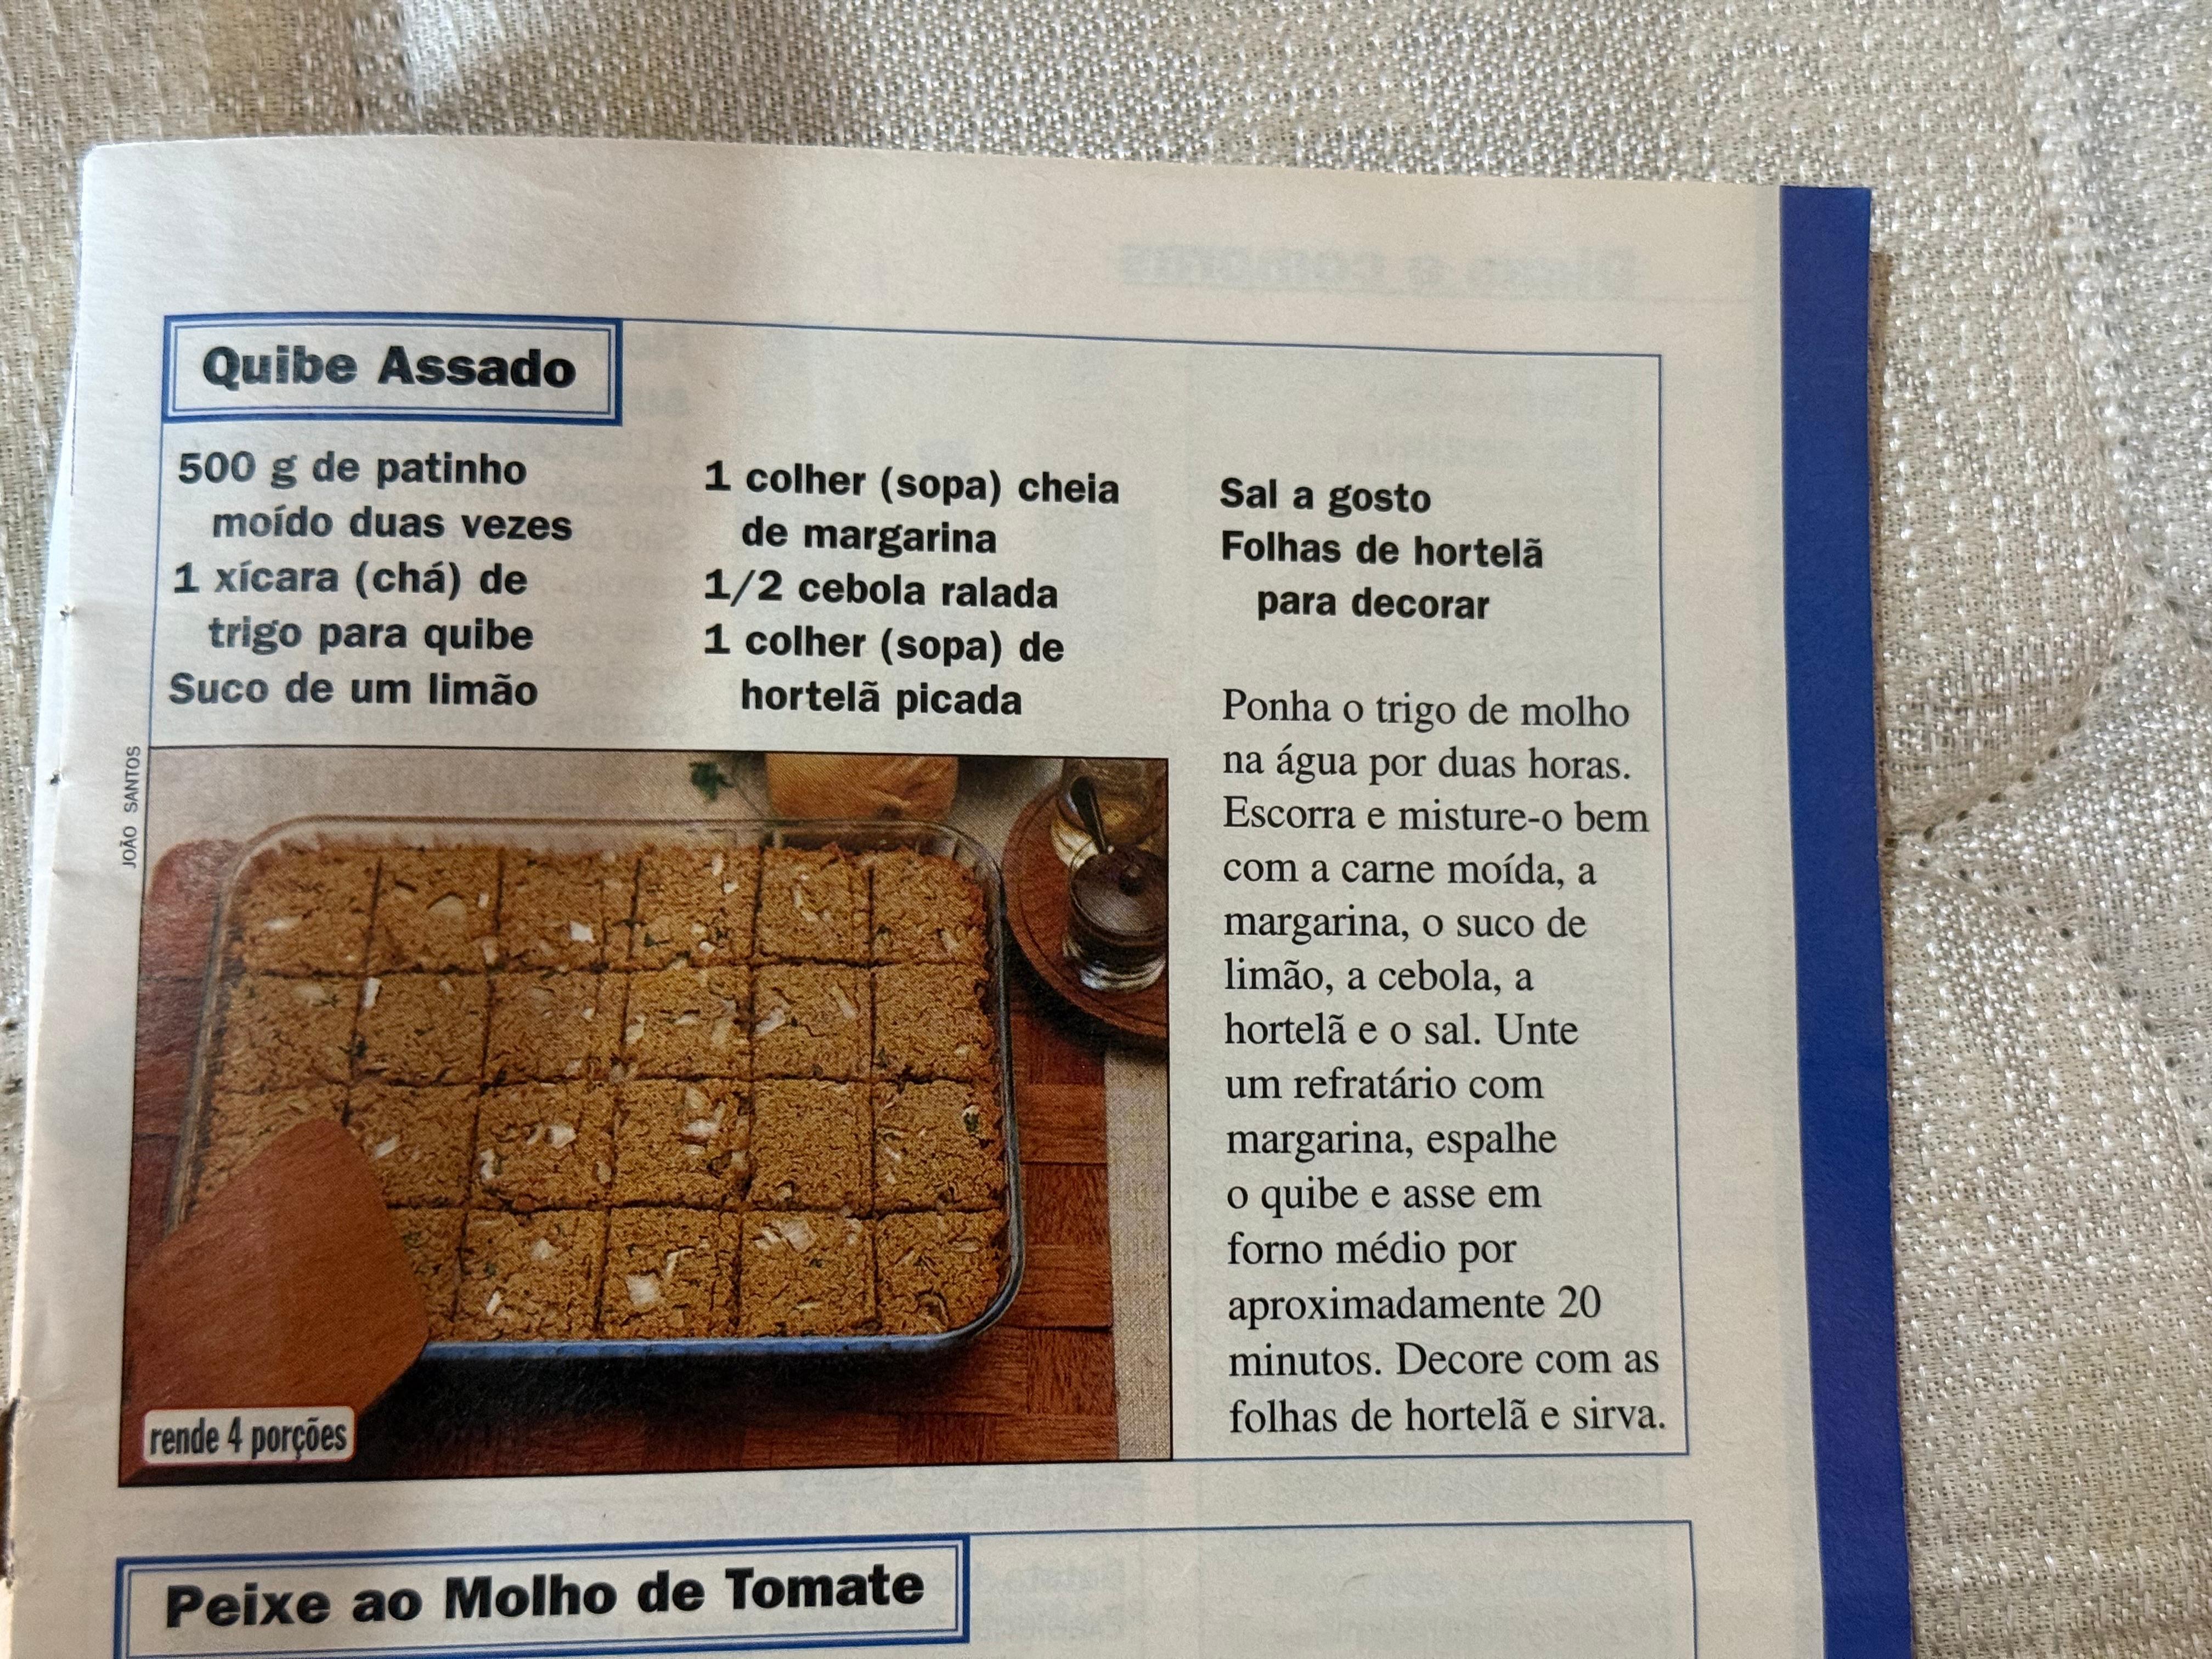 Quibe Assado
500 g de patinho
moído duas vezes
1 xícara (chá) de
trigo para quibe
Suco de um limão
1 colher (sopa) cheia
de margarina
1/2 cebola ralada
1 colher (sopa) de
hortelã picada
Sal a gosto
Folhas de hortelã
para decorar
Ponha o trigo de molho
na água por duas horas.
Escorra e misture-o bem
com a carne moída, a
margarina, o suco de
limão, a cebola, a
hortelã e o sal. Unte
um refratário com
margarina, espalhe
o quibe e asse em
forno médio por
aproximadamente 20
minutos. Decore com as
folhas de hortelã e sirva.
JOÃO SANTOS
rende 4 porções
Peixe ao Molho de Tomate